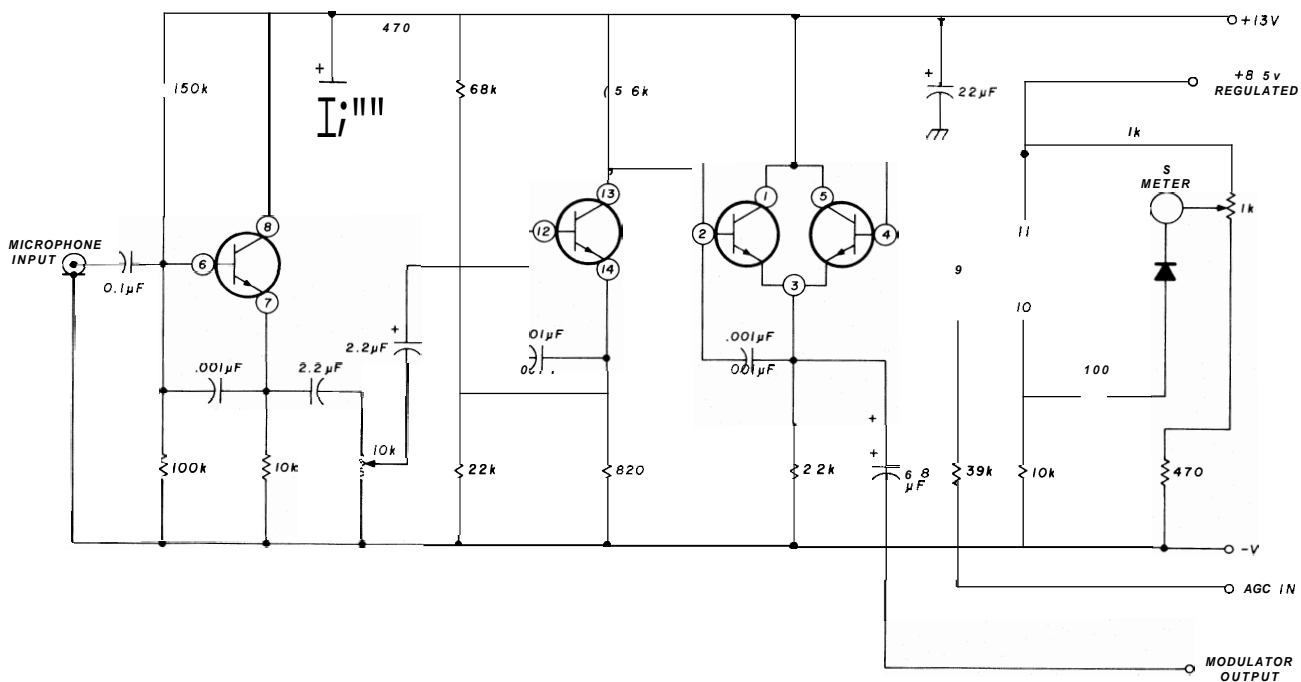 +13V
470
+8 5v
REGULATED
+
150k
68k
(5 6k
+
22µF
1k
S
METER
1k
MICROPHONE
INPUT
0.1µF
6
8
7
12
13
14
1
5
2
4
3
11
9
10
+
2.2µF
01µF
.001µF
001µF
.001µF
2.2µF
100
+
+
100k
10k
10k
22k
820
22k
6 8
µF
39k
10k
470
-V
AGC IN
MODULATOR
OUTPUT